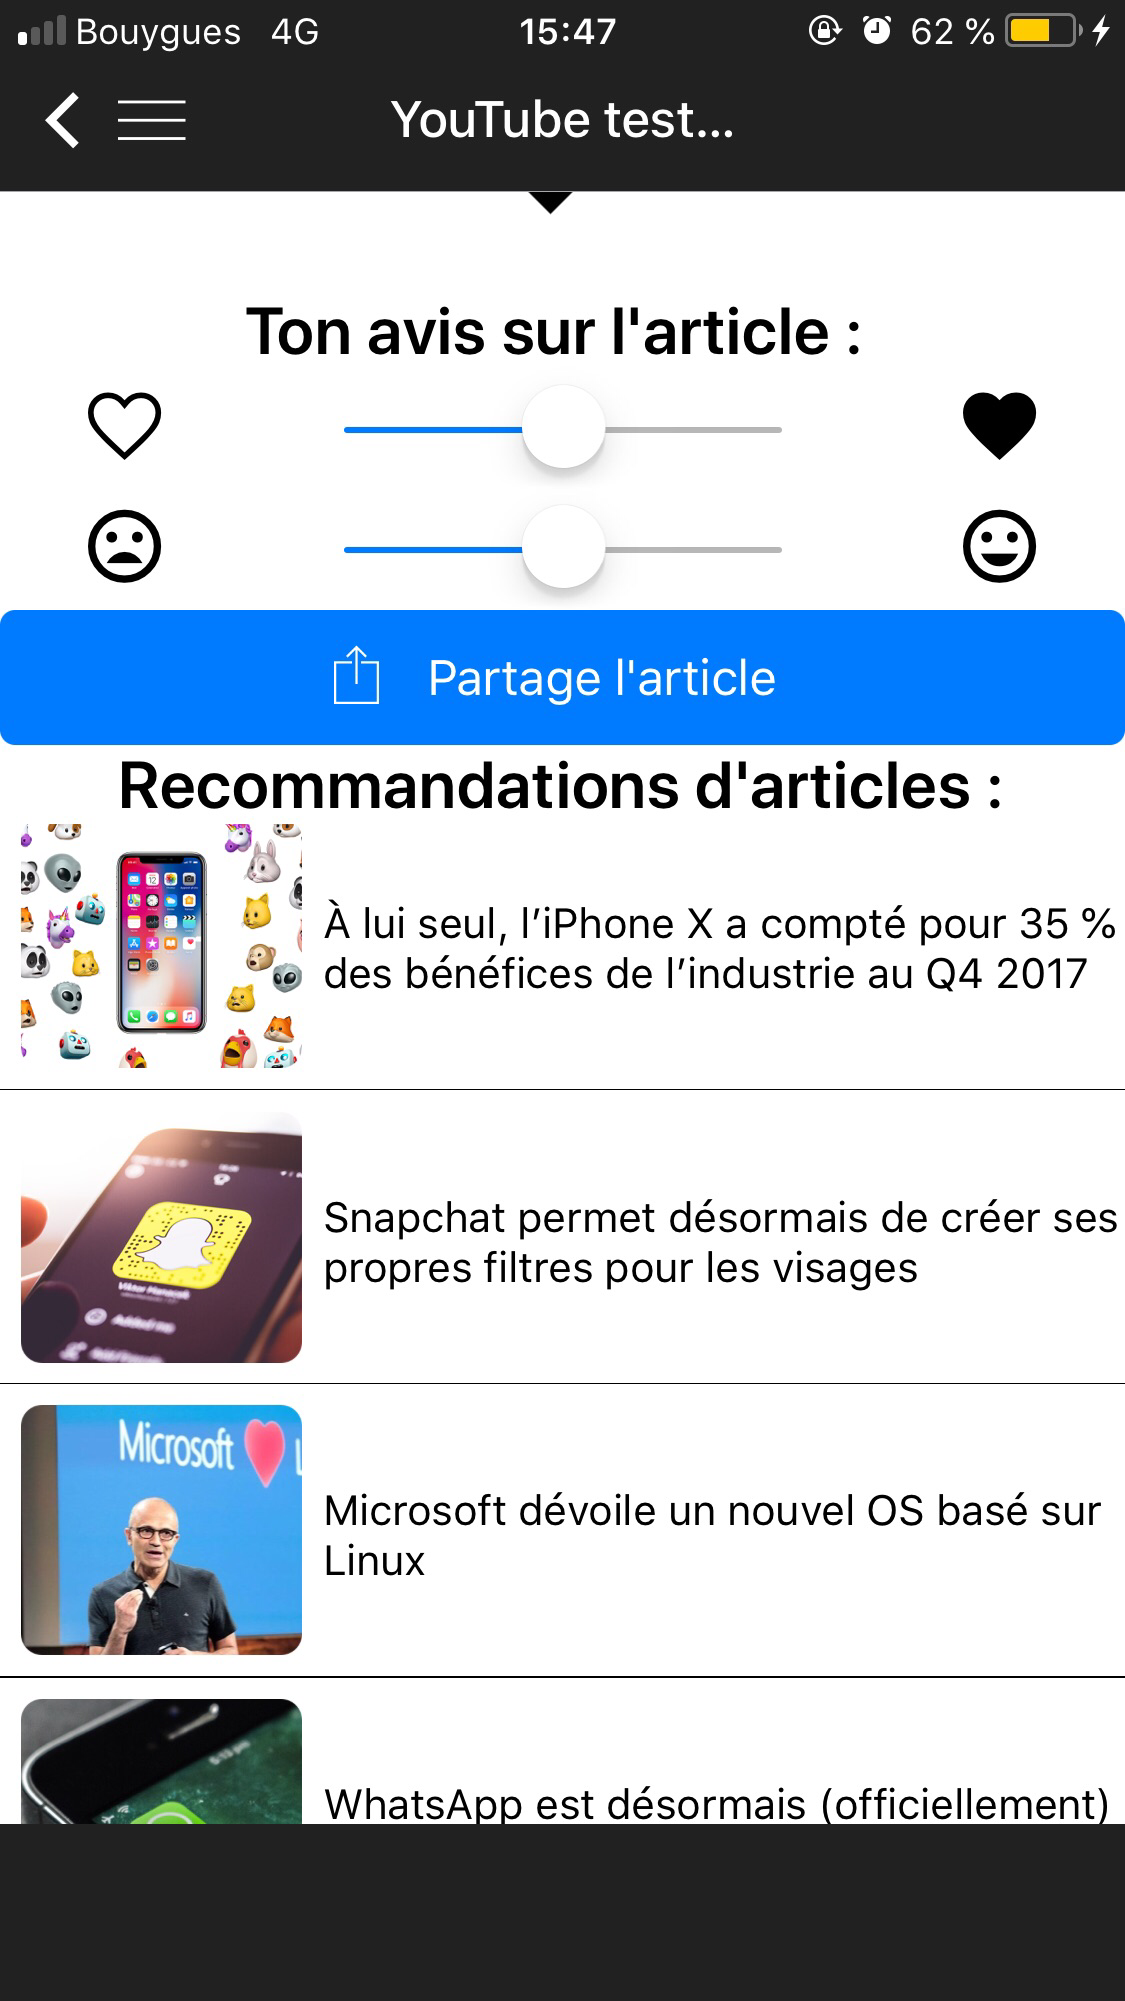 Bouygues 4G 15:47 62 %
YouTube test...
Ton avis sur l'article :
Partage l'article
Recommandations d'articles :
À lui seul, l’iPhone X a compté pour 35 %
des bénéfices de l’industrie au Q4 2017
Snapchat permet désormais de créer ses
propres filtres pour les visages
Added me
Microsoft
Microsoft dévoile un nouvel OS basé sur
Linux
WhatsApp est désormais (officiellement)